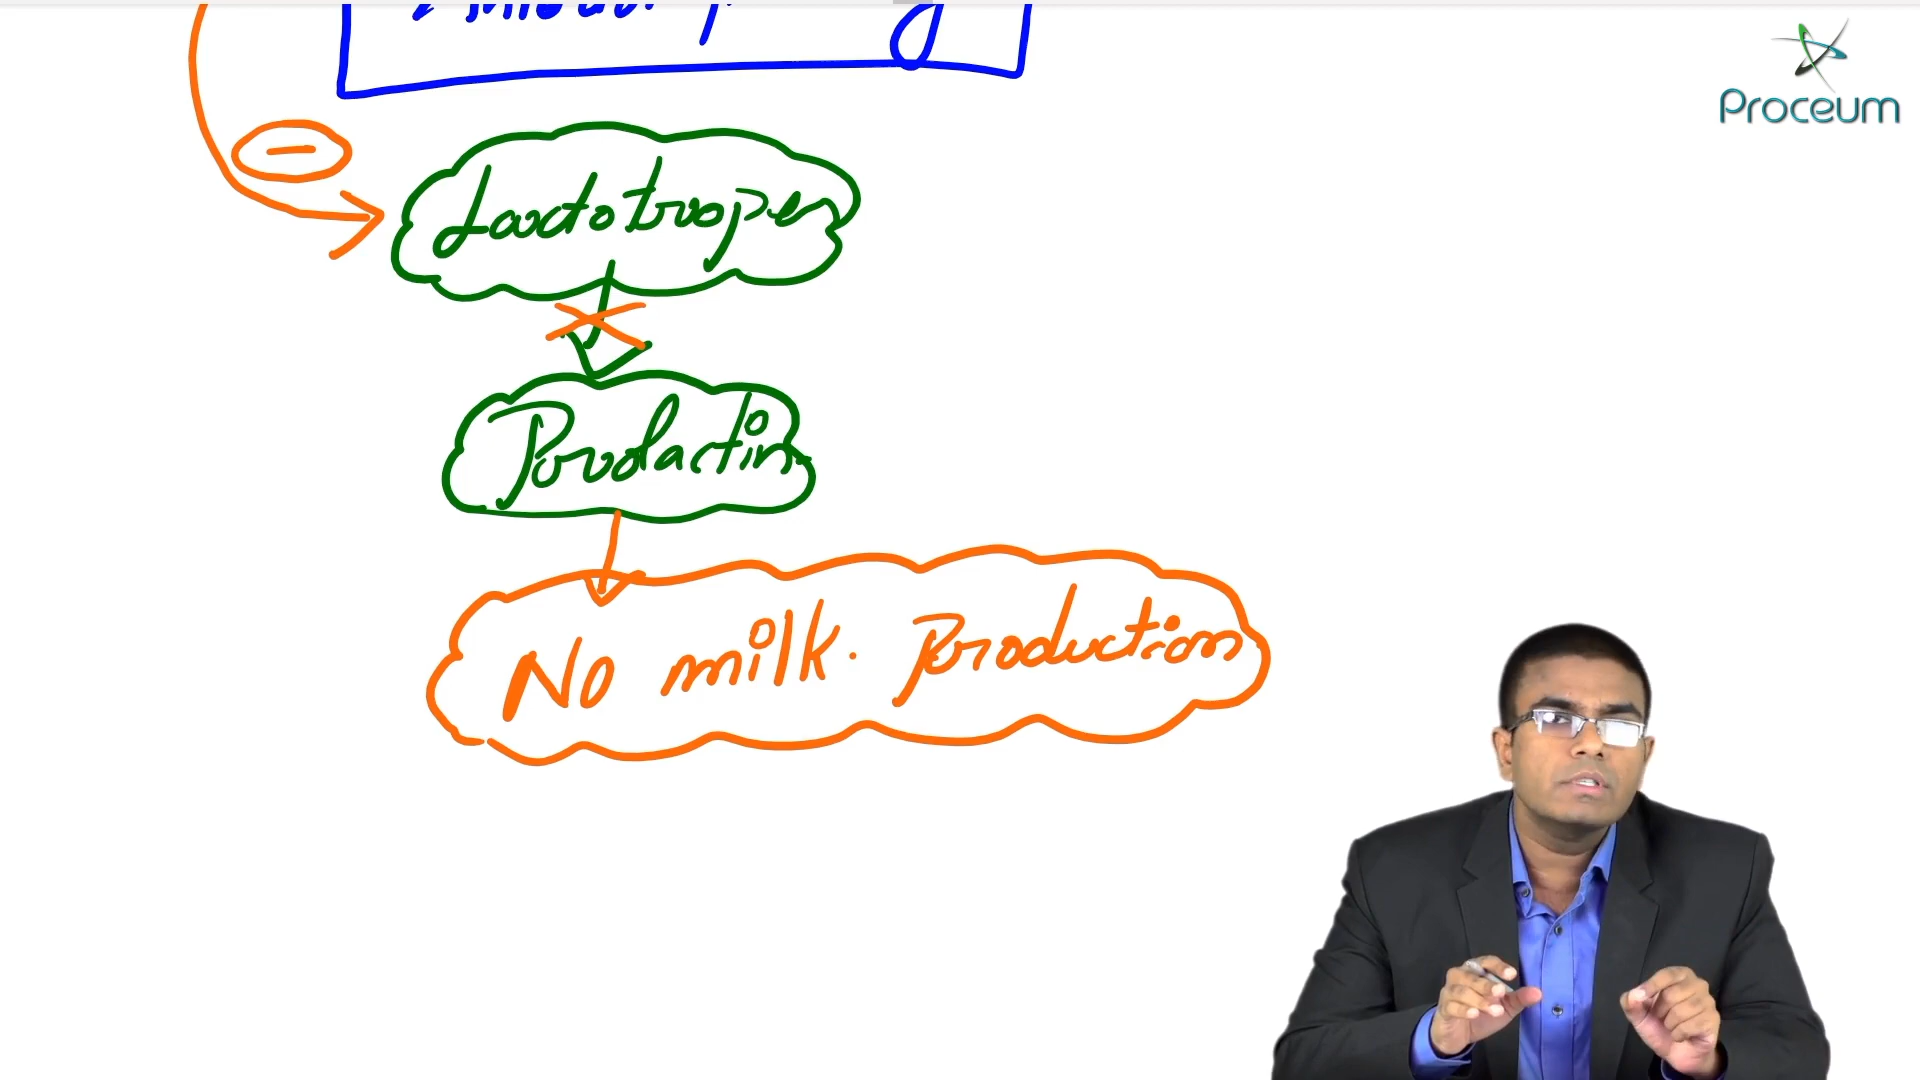 Proceum
−
Lactotropes
Prolactin
No milk. Production